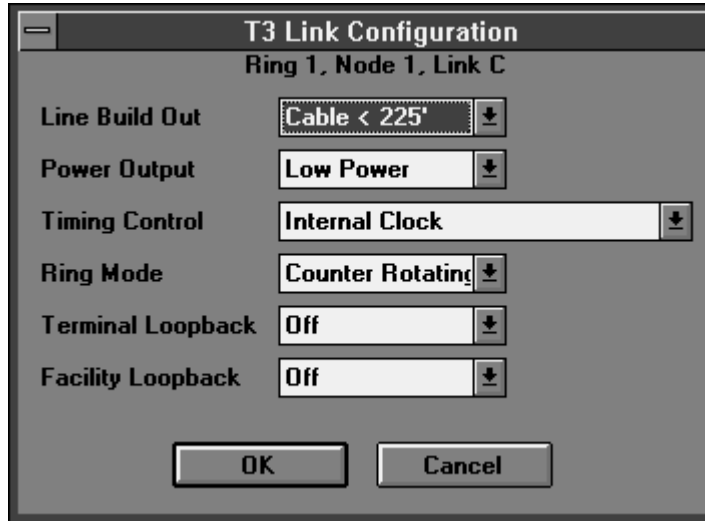 T3 Link Configuration
Ring 1, Node 1, Link C
Line Build Out Cable < 225'
Power Output Low Power
Timing Control Internal Clock
Ring Mode Counter Rotating
Terminal Loopback Off
Facility Loopback Off
OK Cancel